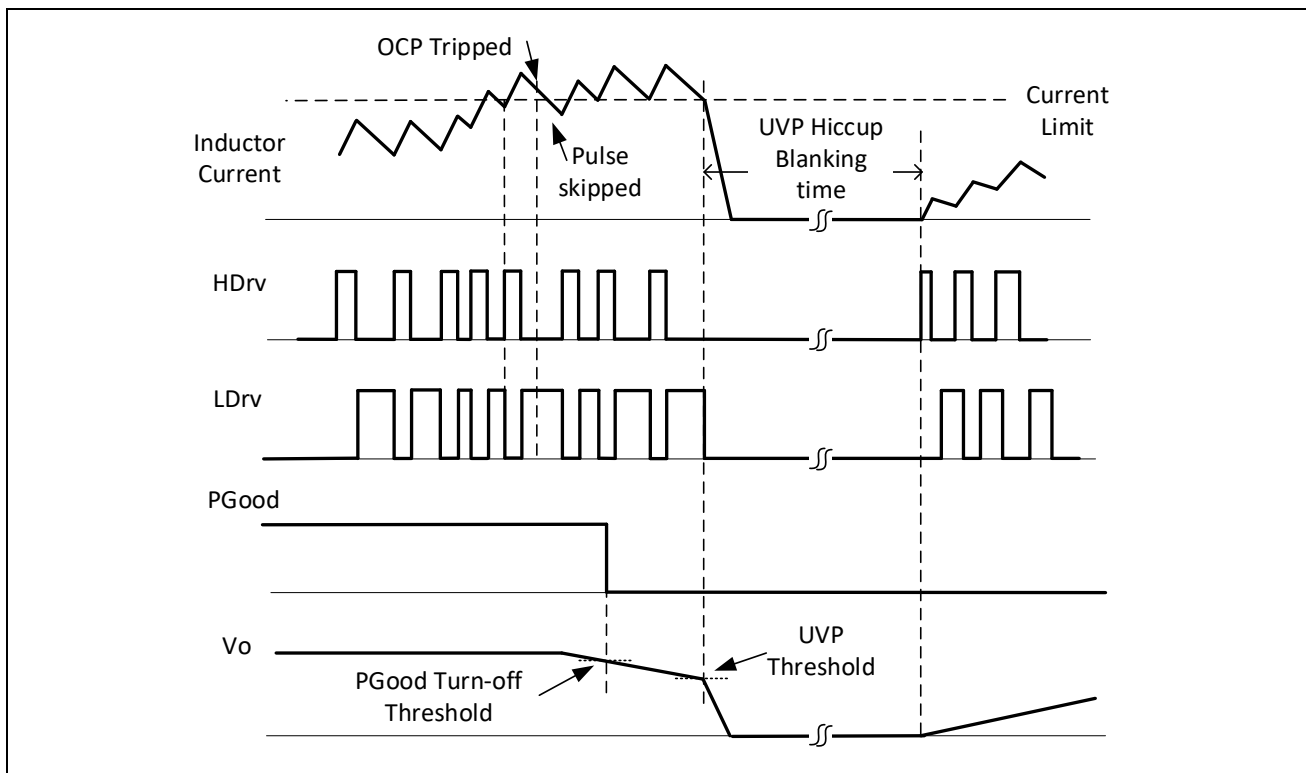 OCP Tripped
Current
Limit
UVP Hiccup
Blanking
time
Inductor
Current
Pulse
skipped
HDrv
LDrv
PGood
Vo
UVP
Threshold
PGood Turn-off
Threshold